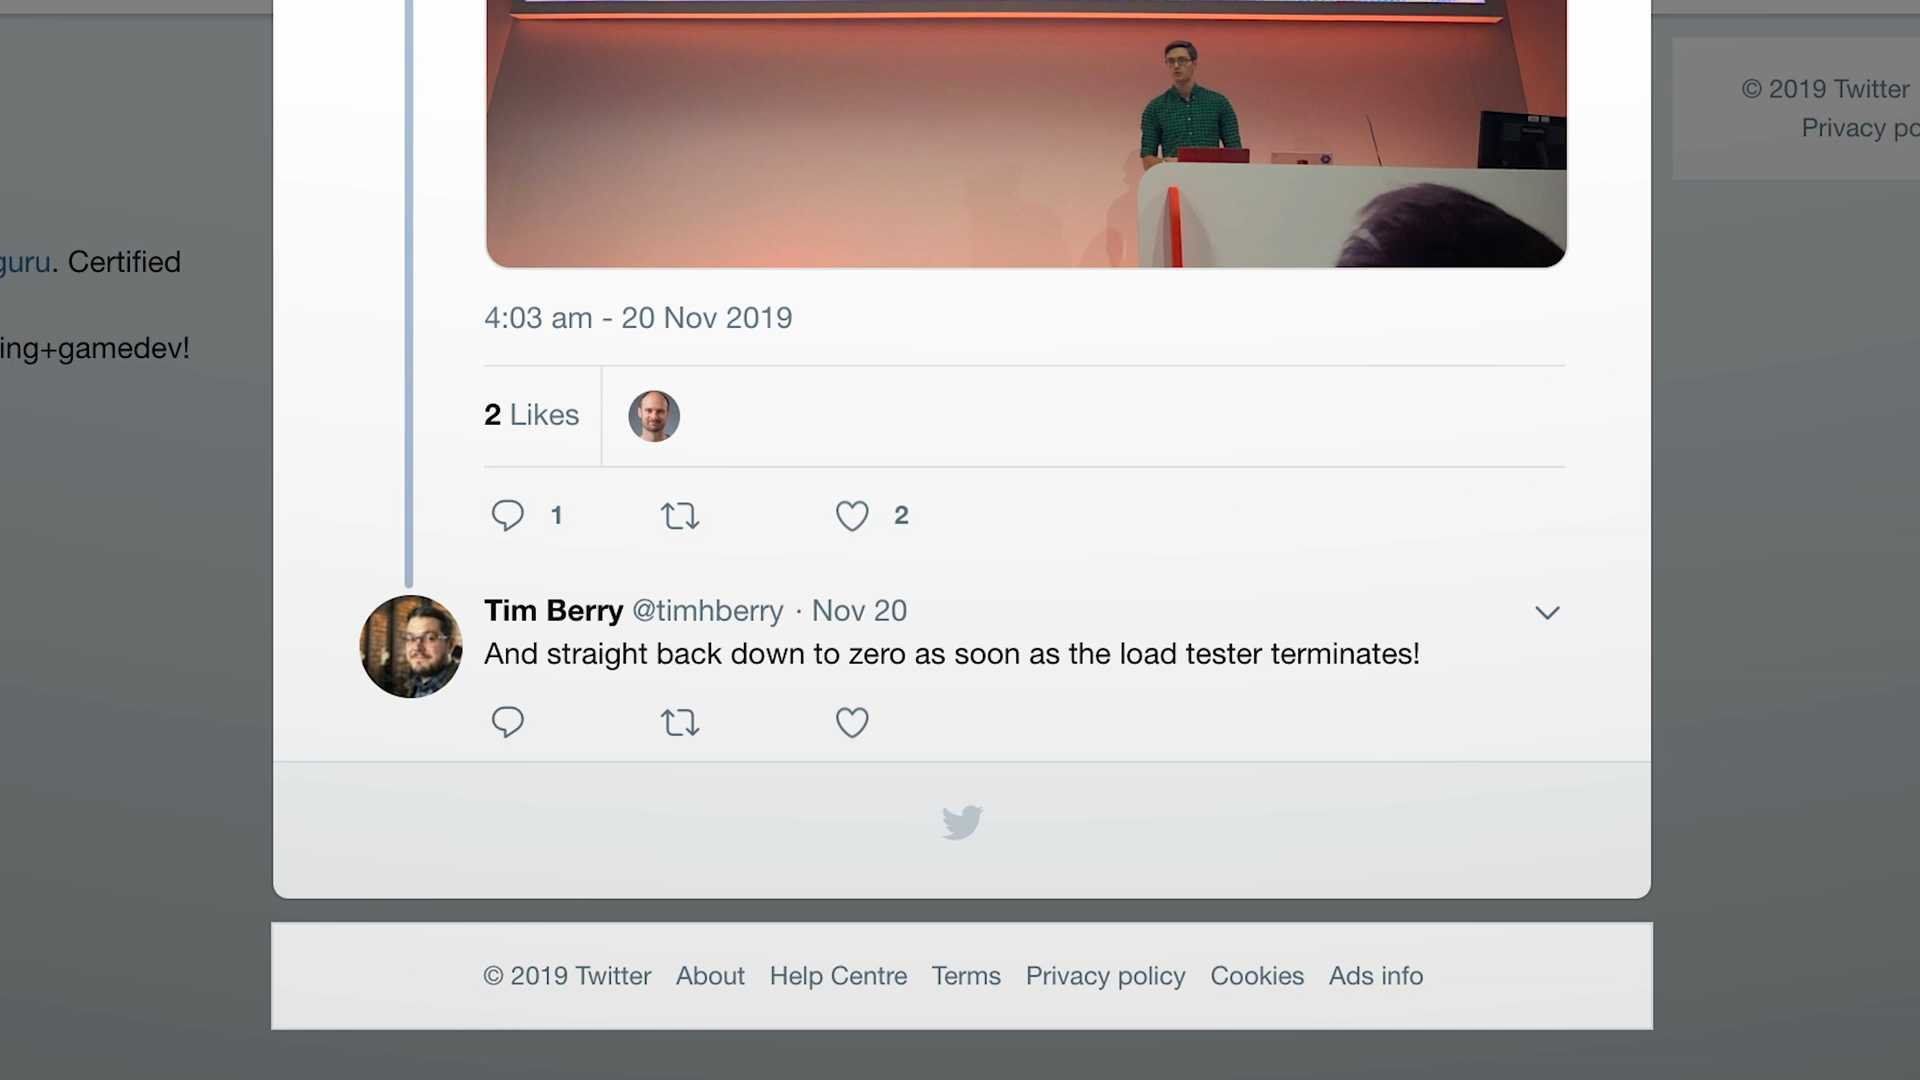 © 2019 Twitter
Privacy po
guru. Certified
ing+gamedev!
4:03 am - 20 Nov 2019
2 Likes
1 2
Tim Berry @timhberry · Nov 20
And straight back down to zero as soon as the load tester terminates!
© 2019 Twitter About Help Centre Terms Privacy policy Cookies Ads info